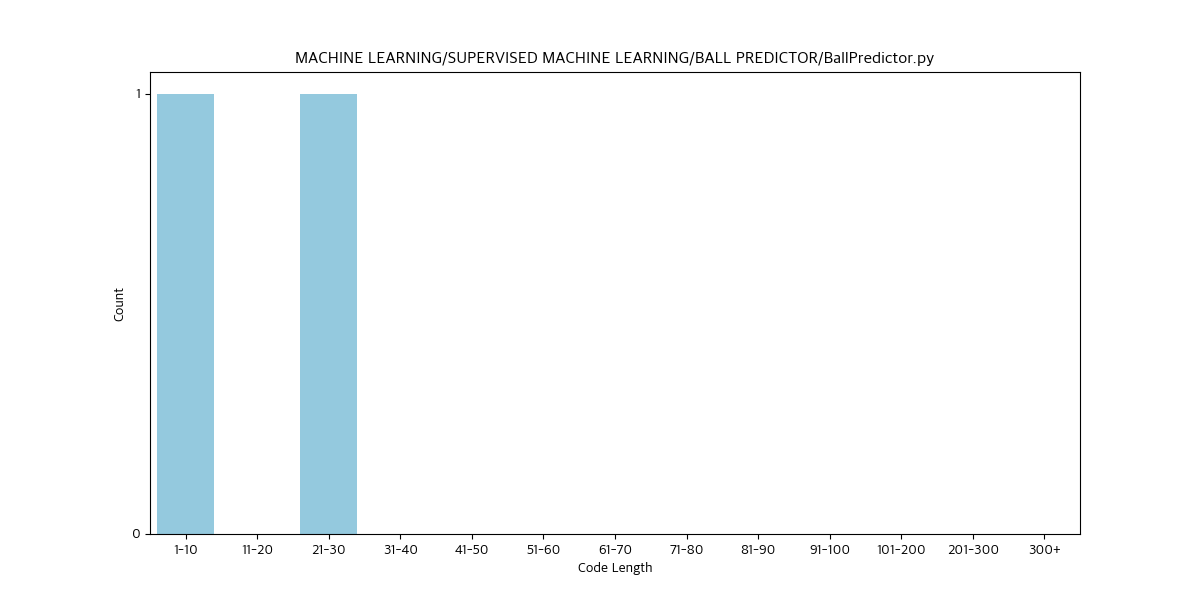 MACHINE LEARNING/SUPERVISED MACHINE LEARNING/BALL PREDICTOR/BallPredictor.py
1
Count
0
1-10 11-20 21-30 31-40 41-50 51-60 61-70 71-80 81-90 91-100 101-200 201-300 300+
Code Length